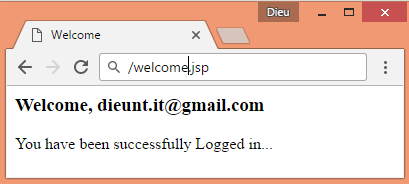 Dieu
Welcome
/welcome.jsp
Welcome, dieunt.it@gmail.com
You have been successfully Logged in...